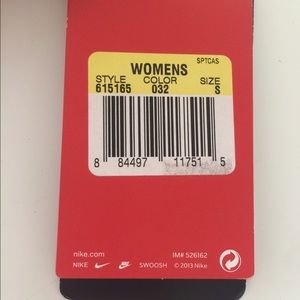 SPTCAS
WOMENS
STYLE COLOR SIZE
615165 032 S
8 84497 11751 5
nike.com IM# 526162
NIKE SWOOSH © 2013 Nike